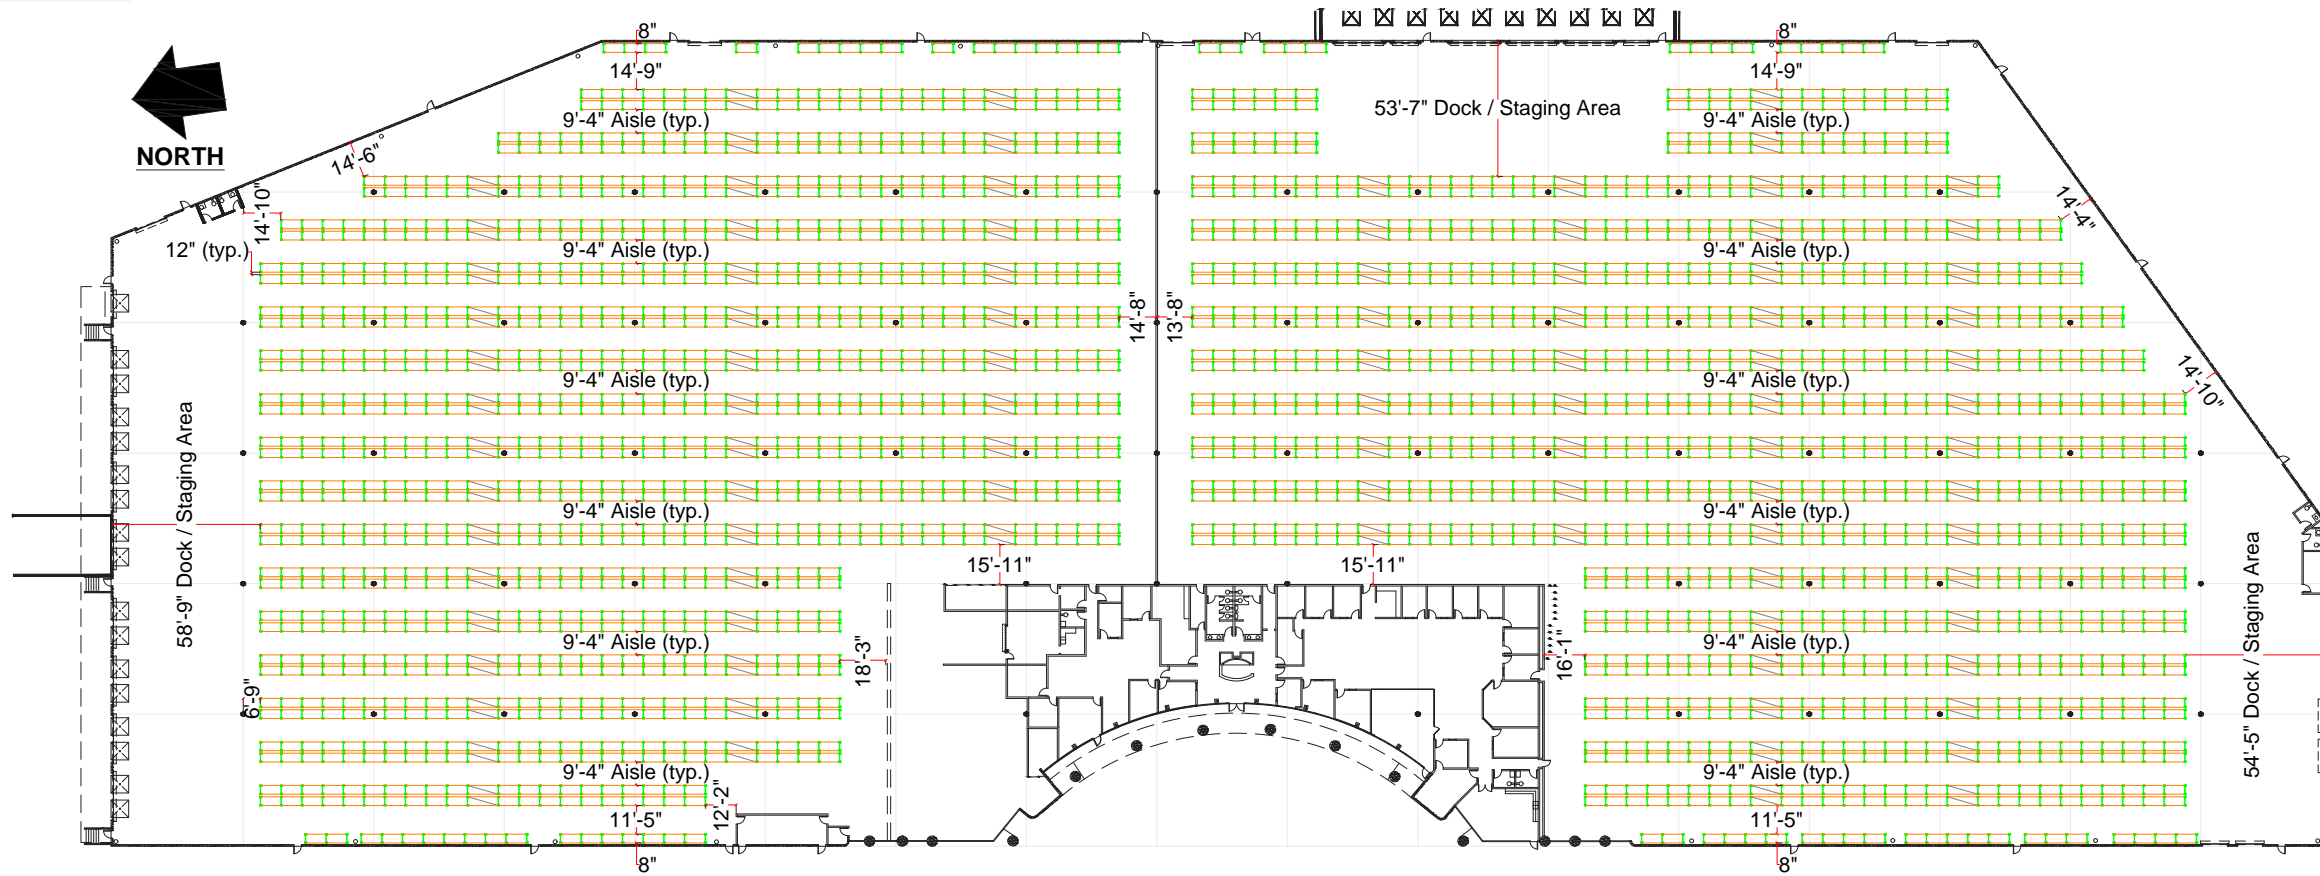 8"
8"
14'-9"
14'-9"
53'-7" Dock / Staging Area
9'-4" Aisle (typ.)
9'-4" Aisle (typ.)
NORTH
14'-6"
14'-10"
14'-4"
12" (typ.)
9'-4" Aisle (typ.)
9'-4" Aisle (typ.)
14'-8"
13'-8"
9'-4" Aisle (typ.)
9'-4" Aisle (typ.)
14'-10"
58'-9" Dock / Staging Area
9'-4" Aisle (typ.)
9'-4" Aisle (typ.)
15'-11"
15'-11"
54'-5" Dock / Staging Area
9'-4" Aisle (typ.)
9'-4" Aisle (typ.)
18'-3"
16'-1"
6'-9"
9'-4" Aisle (typ.)
9'-4" Aisle (typ.)
12'-2"
11'-5"
11'-5"
8"
8"